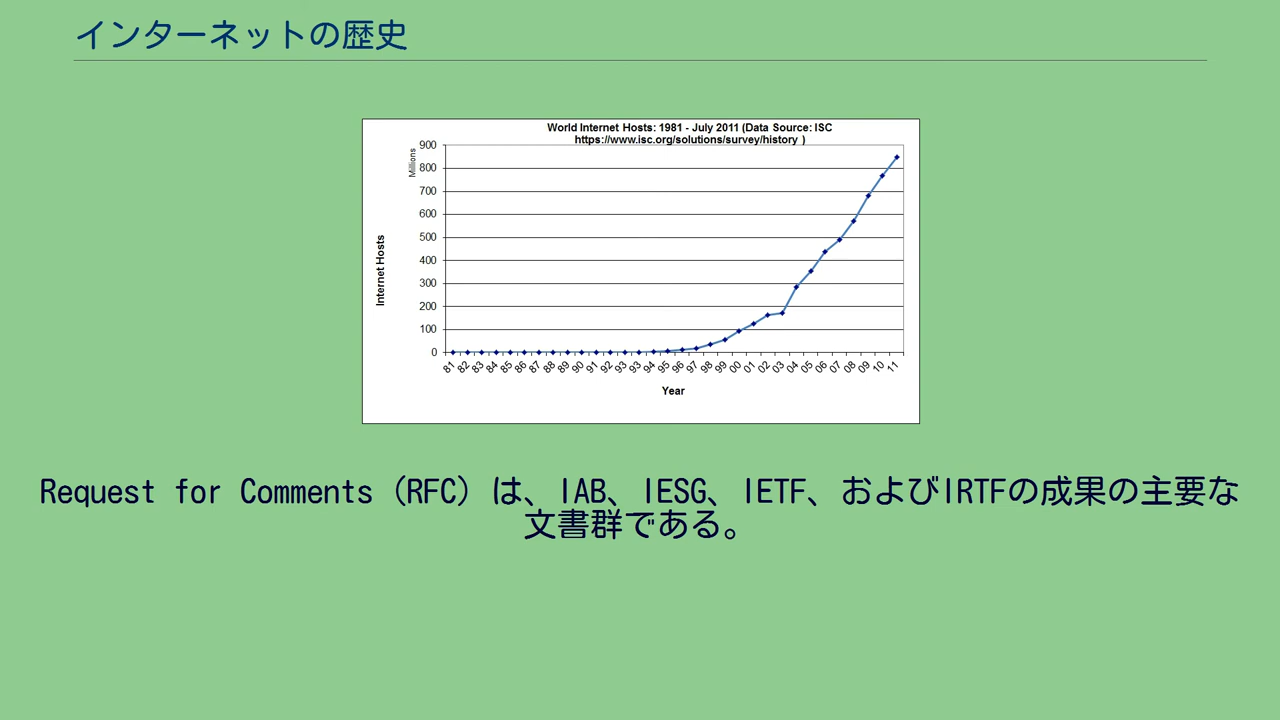 インターネットの歴史
World Internet Hosts: 1981 - July 2011 (Data Source: ISC
https://www.isc.org/solutions/survey/history )
Millions
Internet Hosts
900
800
700
600
500
400
300
200
100
0
81 82 83 84 85 86 87 88 89 90 91 92 93 93 94 95 96 97 98 99 00 01 02 03 04 05 06 07 08 09 10 11
Year
Request for Comments (RFC) は、IAB、IESG、IETF、およびIRTFの成果の主要な
文書群である。